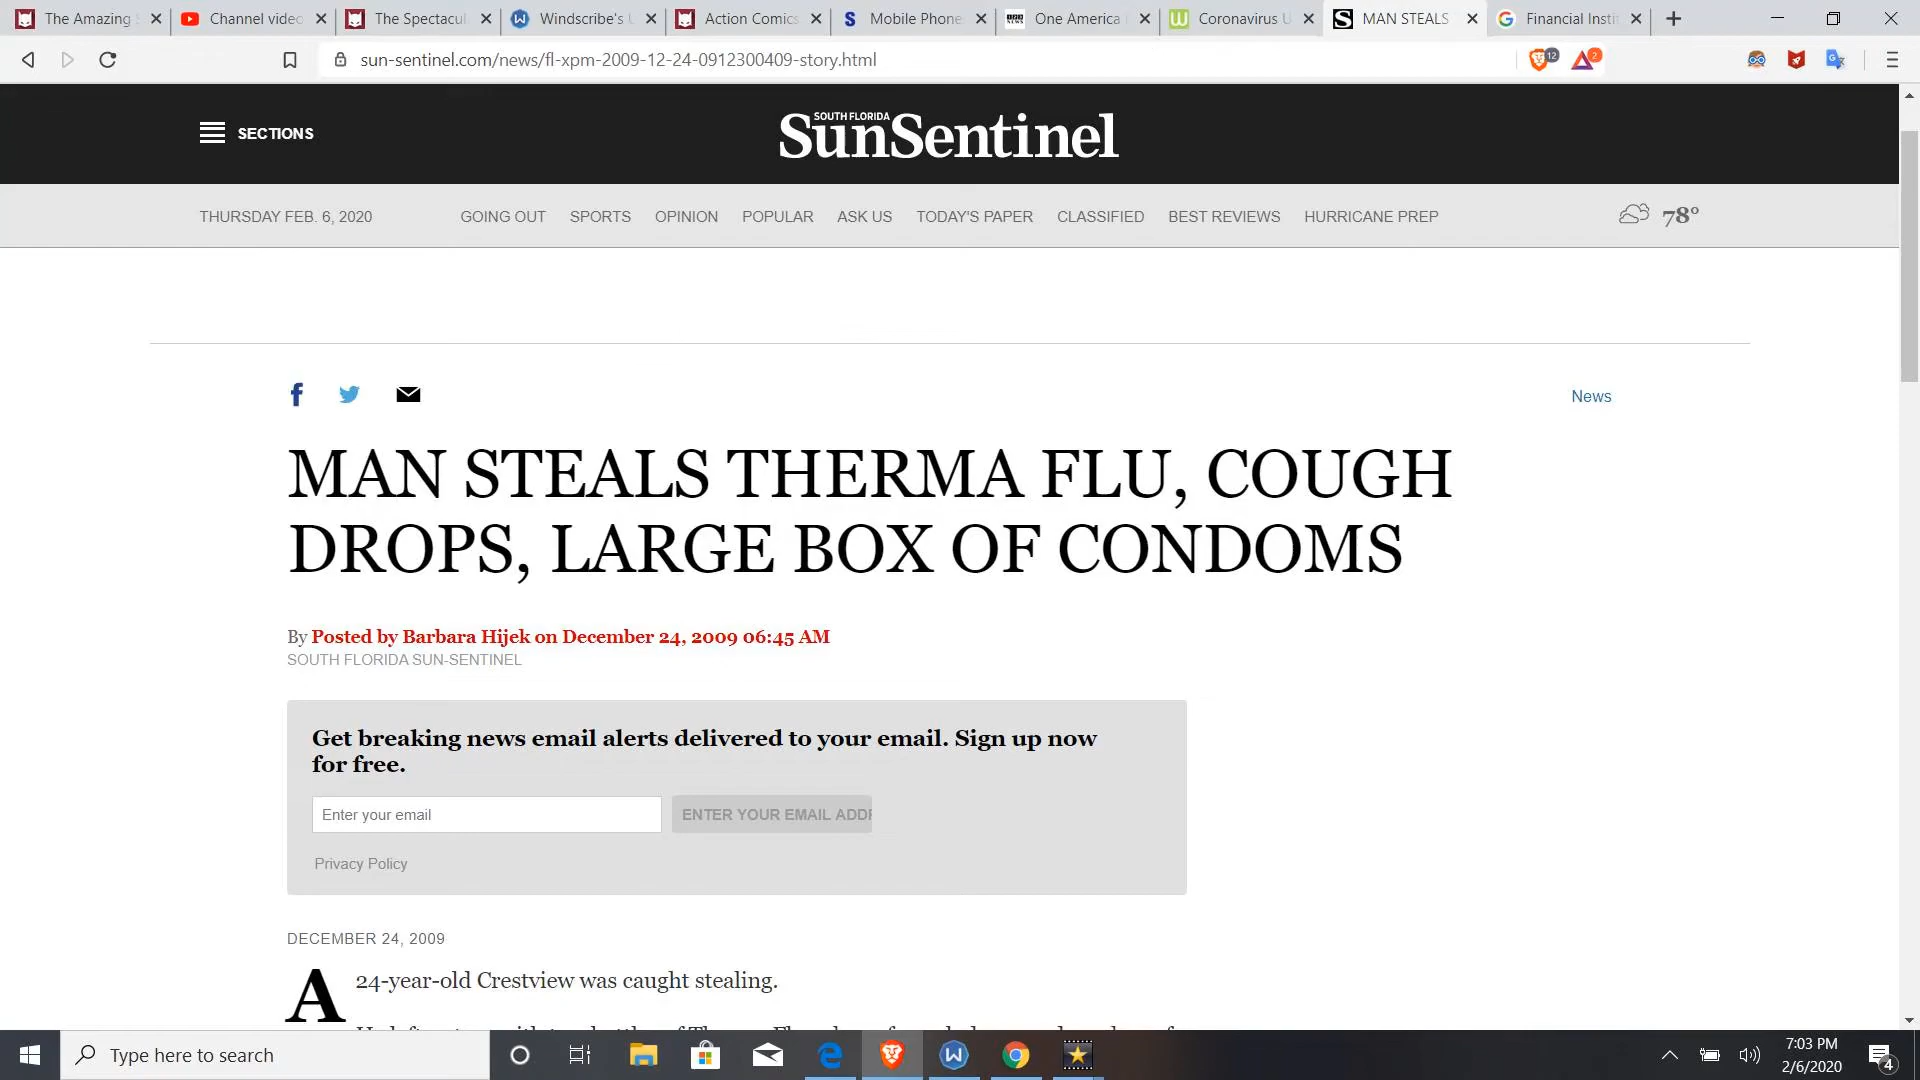 The Amazing
Channel video
The Spectacul
Windscribe's
Action Comics
Mobile Phone
One America
Coronavirus U
MAN STEALS
Financial Insti
sun-sentinel.com/news/fl-xpm-2009-12-24-0912300409-story.html
12
2
SECTIONS
SOUTH FLORIDA
SunSentinel
THURSDAY FEB. 6, 2020
GOING OUT
SPORTS
OPINION
POPULAR
ASK US
TODAY'S PAPER
CLASSIFIED
BEST REVIEWS
HURRICANE PREP
78°
News
MAN STEALS THERMA FLU, COUGH
DROPS, LARGE BOX OF CONDOMS
By Posted by Barbara Hijek on December 24, 2009 06:45 AM
SOUTH FLORIDA SUN-SENTINEL
Get breaking news email alerts delivered to your email. Sign up now
for free.
Enter your email
ENTER YOUR EMAIL ADD
Privacy Policy
DECEMBER 24, 2009
A 24-year-old Crestview was caught stealing.
Type here to search
7:03 PM
2/6/2020
4